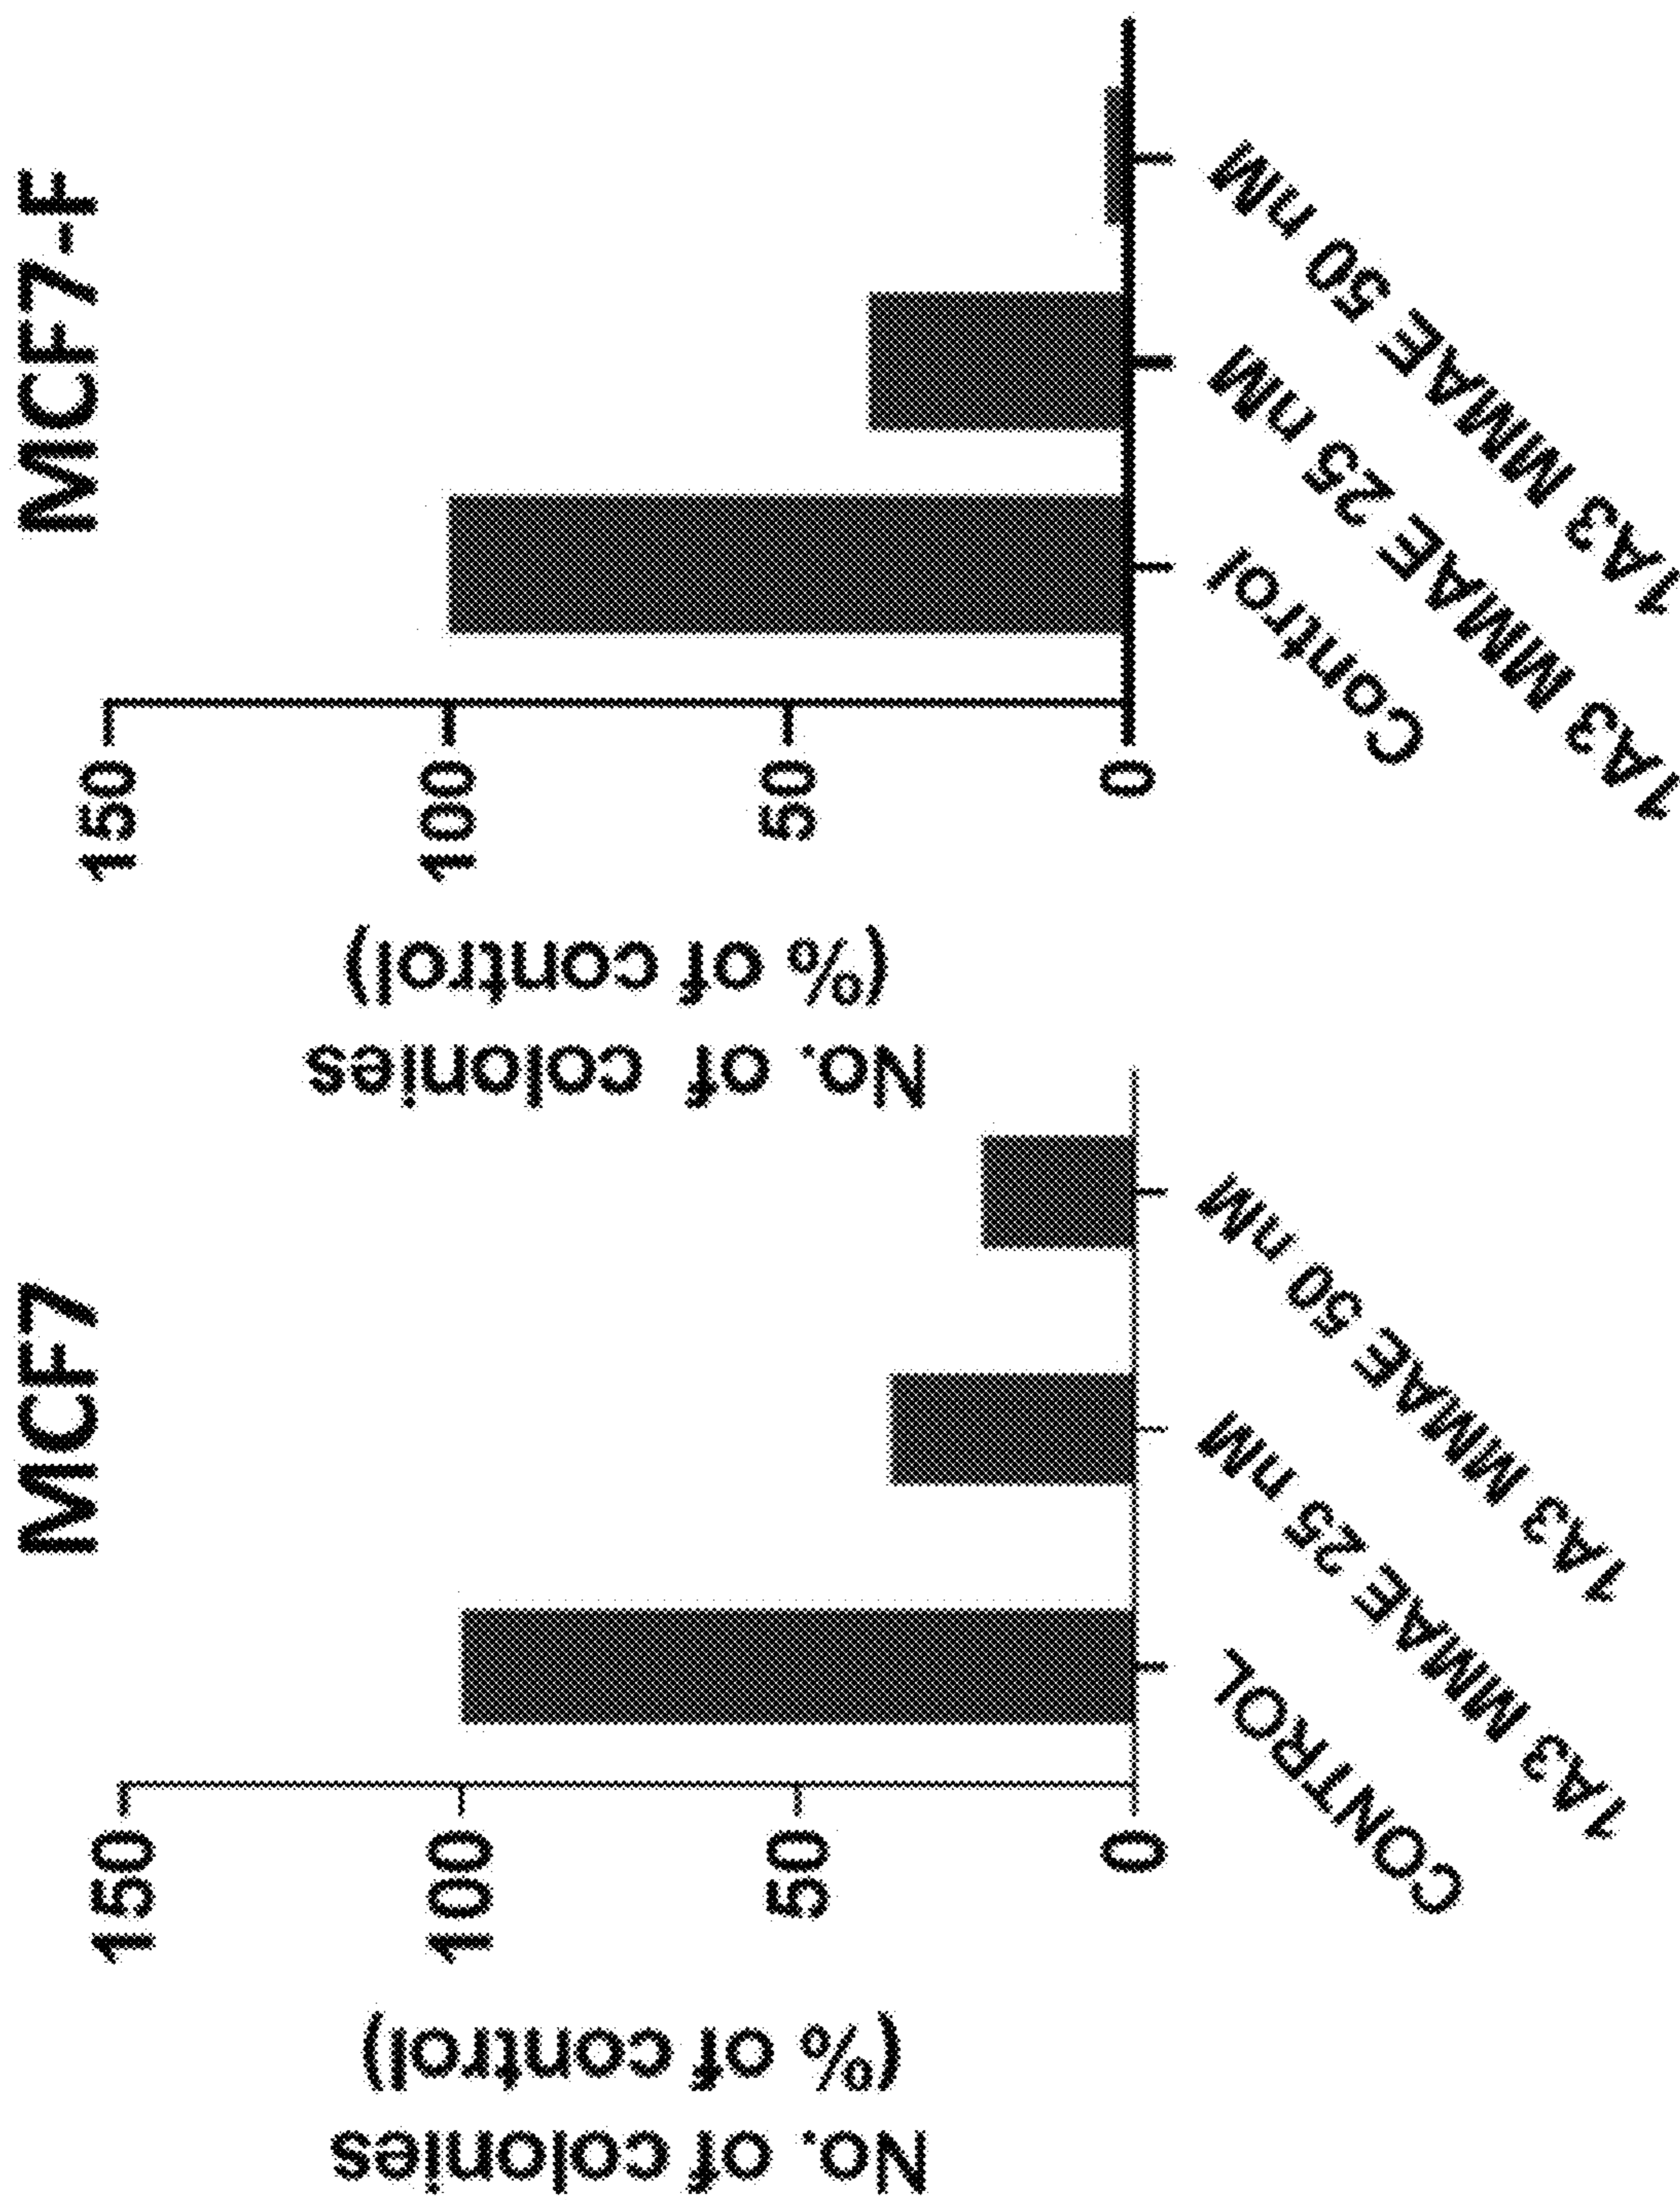 MCF7
No. of colonies
(% of control)
150
100
50
0
CONTROL
1A3 MMAE 25 nM
1A3 MMAE 50 nM
MCF7-F
No. of colonies
(% of control)
150
100
50
0
Control
1A3 MMAE 25 nM
1A3 MMAE 50 nM